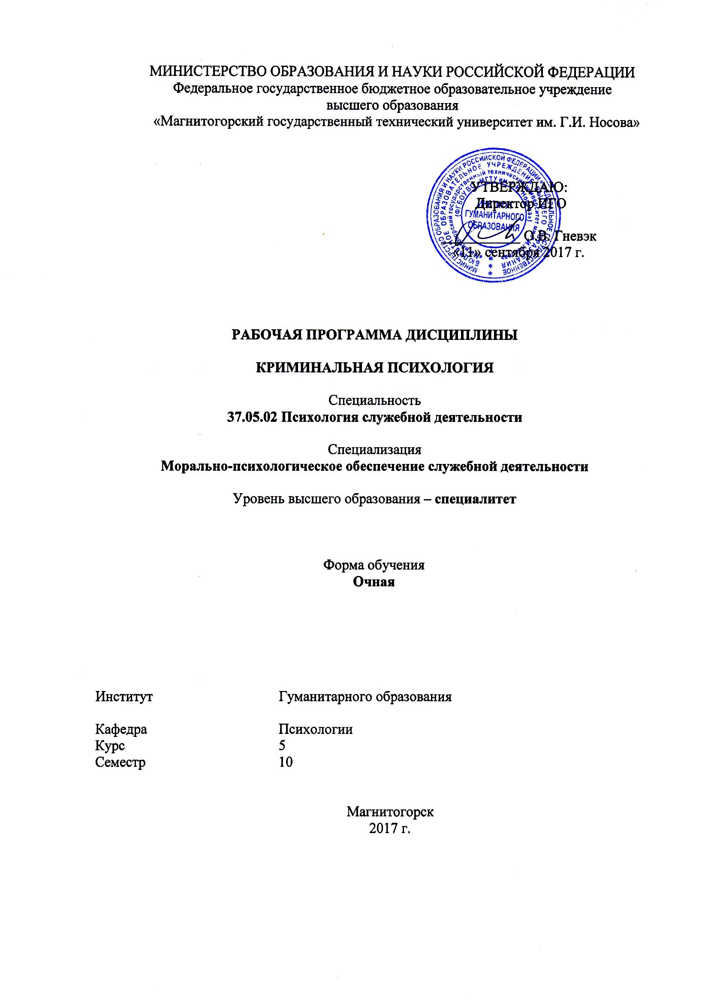 МИНИСТЕРСТВО ОБРАЗОВАНИЯ И НАУКИ РОССИЙСКОЙ ФЕДЕРАЦИИ
Федеральное государственное бюджетное образовательное учреждение
высшего образования
«Магнитогорский государственный технический университет им. Г.И. Носова»
УТВЕРЖДАЮ:
Директор ИГО
ГУМАНИТАРНОГО
ОБРАЗОВАНИЯ
О.В. Гневэк
«11» сентября 2017 г.
РАБОЧАЯ ПРОГРАММА ДИСЦИПЛИНЫ
КРИМИНАЛЬНАЯ ПСИХОЛОГИЯ
Специальность
37.05.02 Психология служебной деятельности
Специализация
Морально-психологическое обеспечение служебной деятельности
Уровень высшего образования – специалитет
Форма обучения
Очная
Институт Гуманитарного образования
Кафедра Психологии
Курс 5
Семестр 10
Магнитогорск
2017 г.